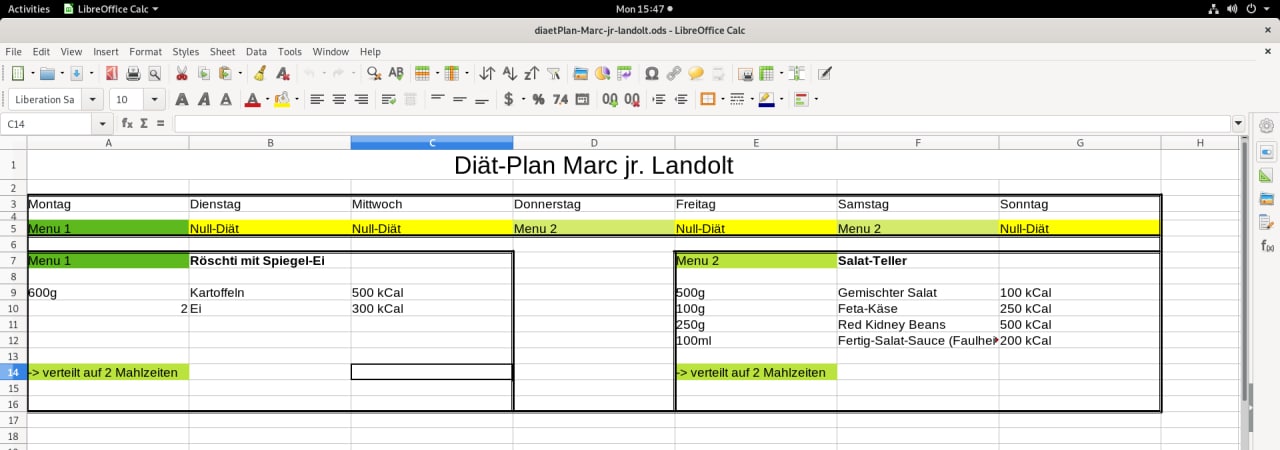 Activities LibreOffice Calc Mon 15:47
diaetPlan-Marc-jr-landolt.ods - LibreOffice Calc
File Edit View Insert Format Styles Sheet Data Tools Window Help
Liberation Sa 10
C14
A B C D E F G H
1 Diät-Plan Marc jr. Landolt
2
3 Montag Dienstag Mittwoch Donnerstag Freitag Samstag Sonntag
4
5 Menu 1 Null-Diät Null-Diät Menu 2 Null-Diät Menu 2 Null-Diät
6
7 Menu 1 Röschti mit Spiegel-Ei Menu 2 Salat-Teller
8
9 600g Kartoffeln 500 kCal 500g Gemischter Salat 100 kCal
10 2 Ei 300 kCal 100g Feta-Käse 250 kCal
11 250g Red Kidney Beans 500 kCal
12 100ml Fertig-Salat-Sauce (Faulhe 200 kCal
13
14 -> verteilt auf 2 Mahlzeiten -> verteilt auf 2 Mahlzeiten
15
16
17
18